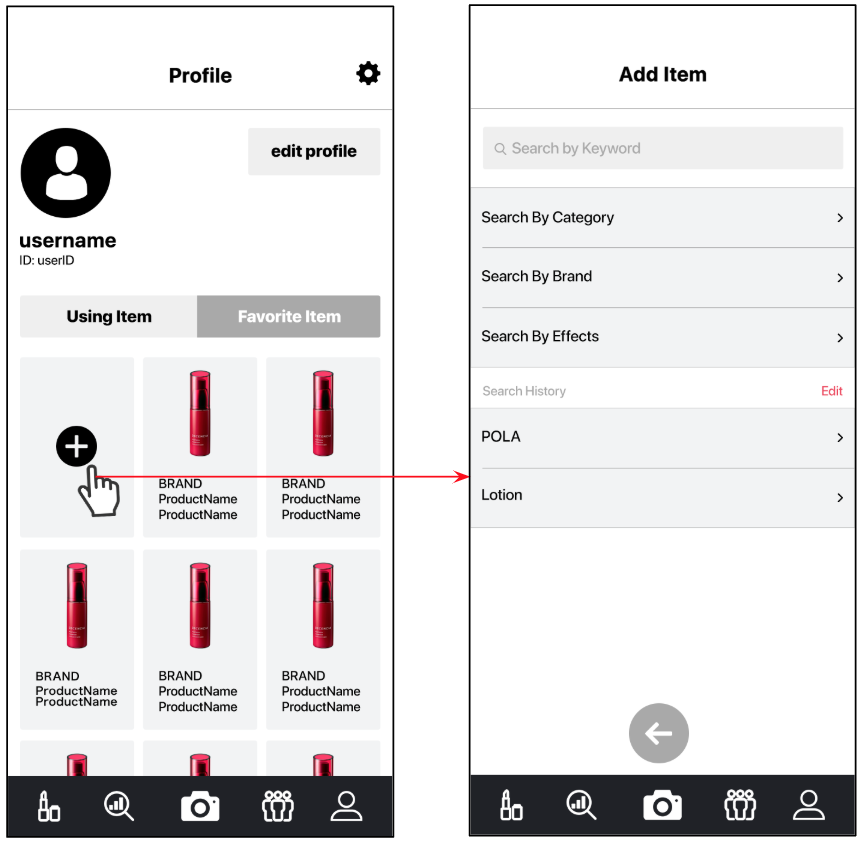 Profile
edit profile
username
ID: userID
Using Item
Favorite Item
BRAND
ProductName
ProductName
BRAND
ProductName
ProductName
BRAND
ProductName
ProductName
BRAND
ProductName
ProductName
BRAND
ProductName
ProductName
Add Item
Search by Keyword
Search By Category
Search By Brand
Search By Effects
Search History
Edit
POLA
Lotion